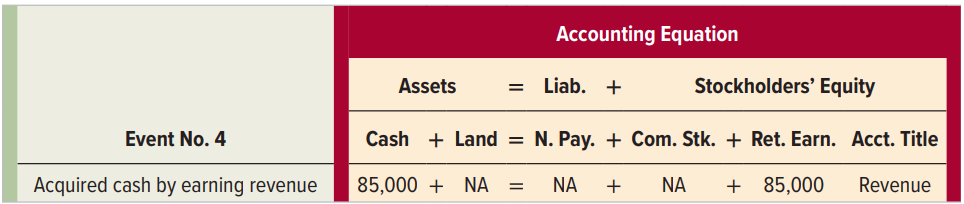 Accounting Equation
Assets = Liab. + Stockholders’ Equity
Event No. 4 Cash + Land = N. Pay. + Com. Stk. + Ret. Earn. Acct. Title
Acquired cash by earning revenue 85,000 + NA = NA + NA + 85,000 Revenue